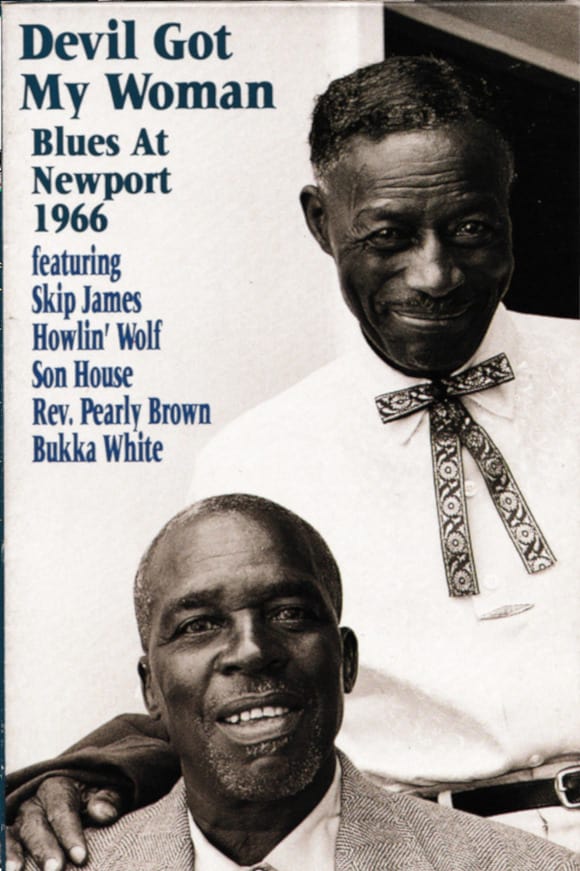 Devil Got
My Woman
Blues At
Newport
1966
featuring
Skip James
Howlin' Wolf
Son House
Rev. Pearly Brown
Bukka White